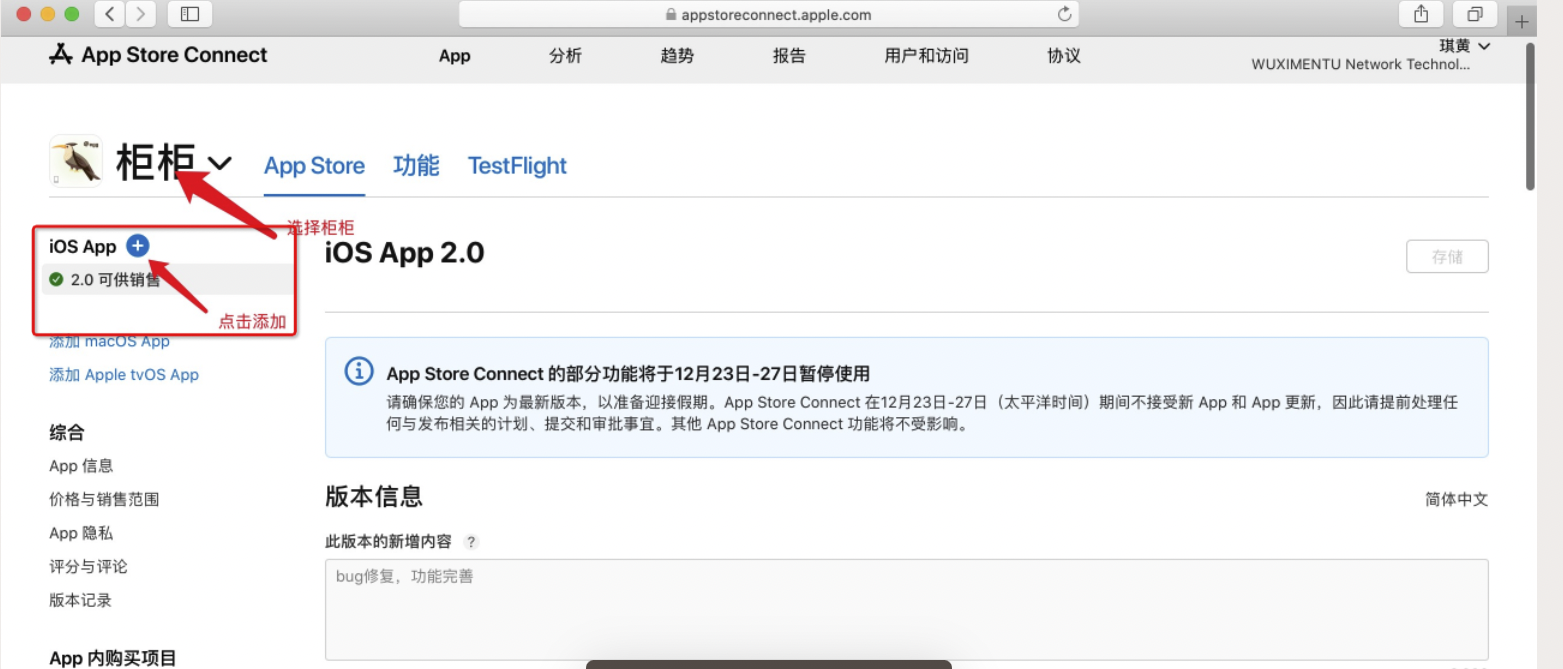 appstoreconnect.apple.com
App Store Connect
App
分析
趋势
报告
用户和访问
协议
琪黄
WUXIMENTU Network Technol...
柜柜
App Store
功能
TestFlight
选择柜柜
iOS App
2.0 可供销售
点击添加
添加 macOS App
添加 Apple tvOS App
综合
App 信息
价格与销售范围
App 隐私
评分与评论
版本记录
App 内购买项目
iOS App 2.0
存储
App Store Connect 的部分功能将于12月23日-27日暂停使用
请确保您的 App 为最新版本，以准备迎接假期。App Store Connect 在12月23日-27日（太平洋时间）期间不接受新 App 和 App 更新，因此请提前处理任
何与发布相关的计划、提交和审批事宜。其他 App Store Connect 功能将不受影响。
版本信息
简体中文
此版本的新增内容 ?
bug修复，功能完善